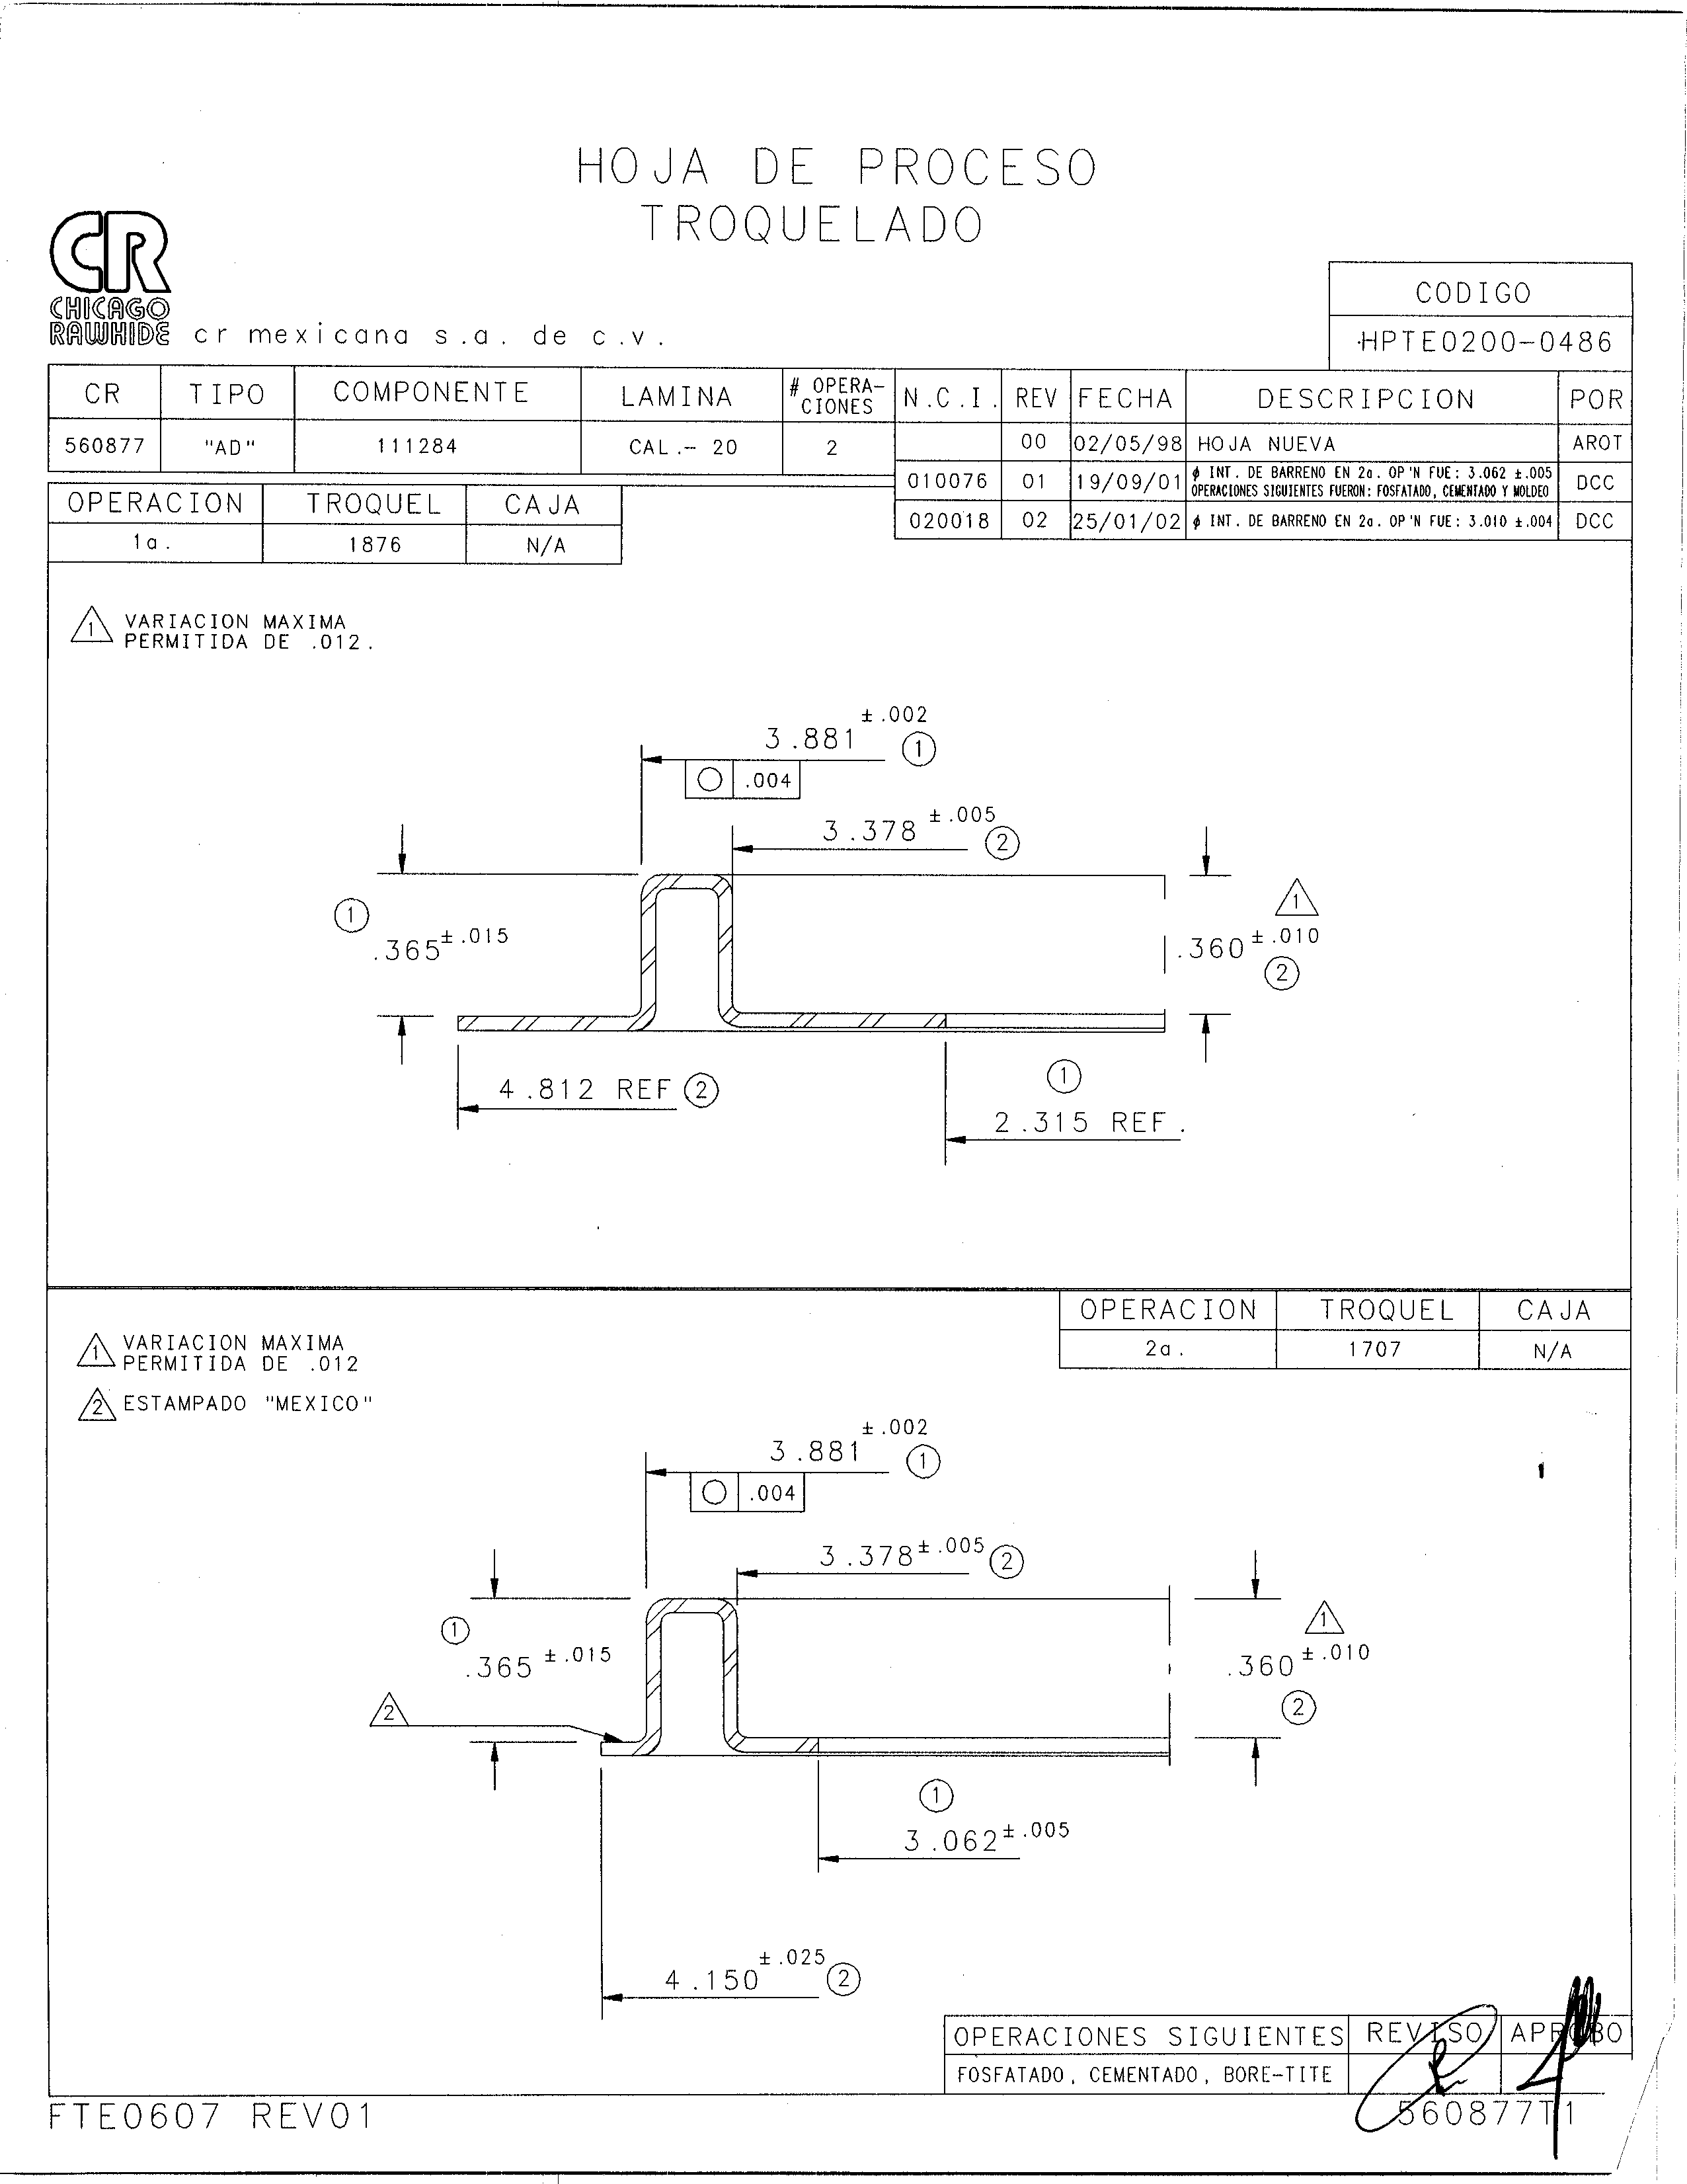 HOJA DE PROCESO
TROQUELADO
CR
CHICAGO
RAWHIDE
cr mexicana s.a. de c.v.
CODIGO
HPTE0200-0486
CR TIPO COMPONENTE LAMINA # OPERA-CIONES
560877 "AD" 111284 CAL.- 20 2
N.C.I. REV FECHA DESCRIPCION POR
00 02/05/98 HOJA NUEVA AROT
010076 01 19/09/01 ϕ INT. DE BARRENO EN 2a. OP'N FUE: 3.062 ±.005
OPERACIONES SIGUIENTES FUERON: FOSFATADO, CEMENTADO Y MOLDEO DCC
020018 02 25/01/02 ϕ INT. DE BARRENO EN 2a. OP'N FUE: 3.010 ±.004 DCC
OPERACION TROQUEL CAJA
1a. 1876 N/A
1 VARIACION MAXIMA
PERMITIDA DE .012.
3.881 ±.002 1
.004
3.378 ±.005 2
1
.365 ±.015
1
.360 ±.010
2
4.812 REF 2
1
2.315 REF.
OPERACION TROQUEL CAJA
2a. 1707 N/A
1 VARIACION MAXIMA
PERMITIDA DE .012
2 ESTAMPADO "MEXICO"
3.881 ±.002 1
.004
3.378 ±.005 2
1
.365 ±.015
1
.360 ±.010
2
2
1
3.062 ±.005
4.150 ±.025 2
OPERACIONES SIGUIENTES REVISO APROBO
FOSFATADO, CEMENTADO, BORE-TITE
FTE0607 REV01
560877T1